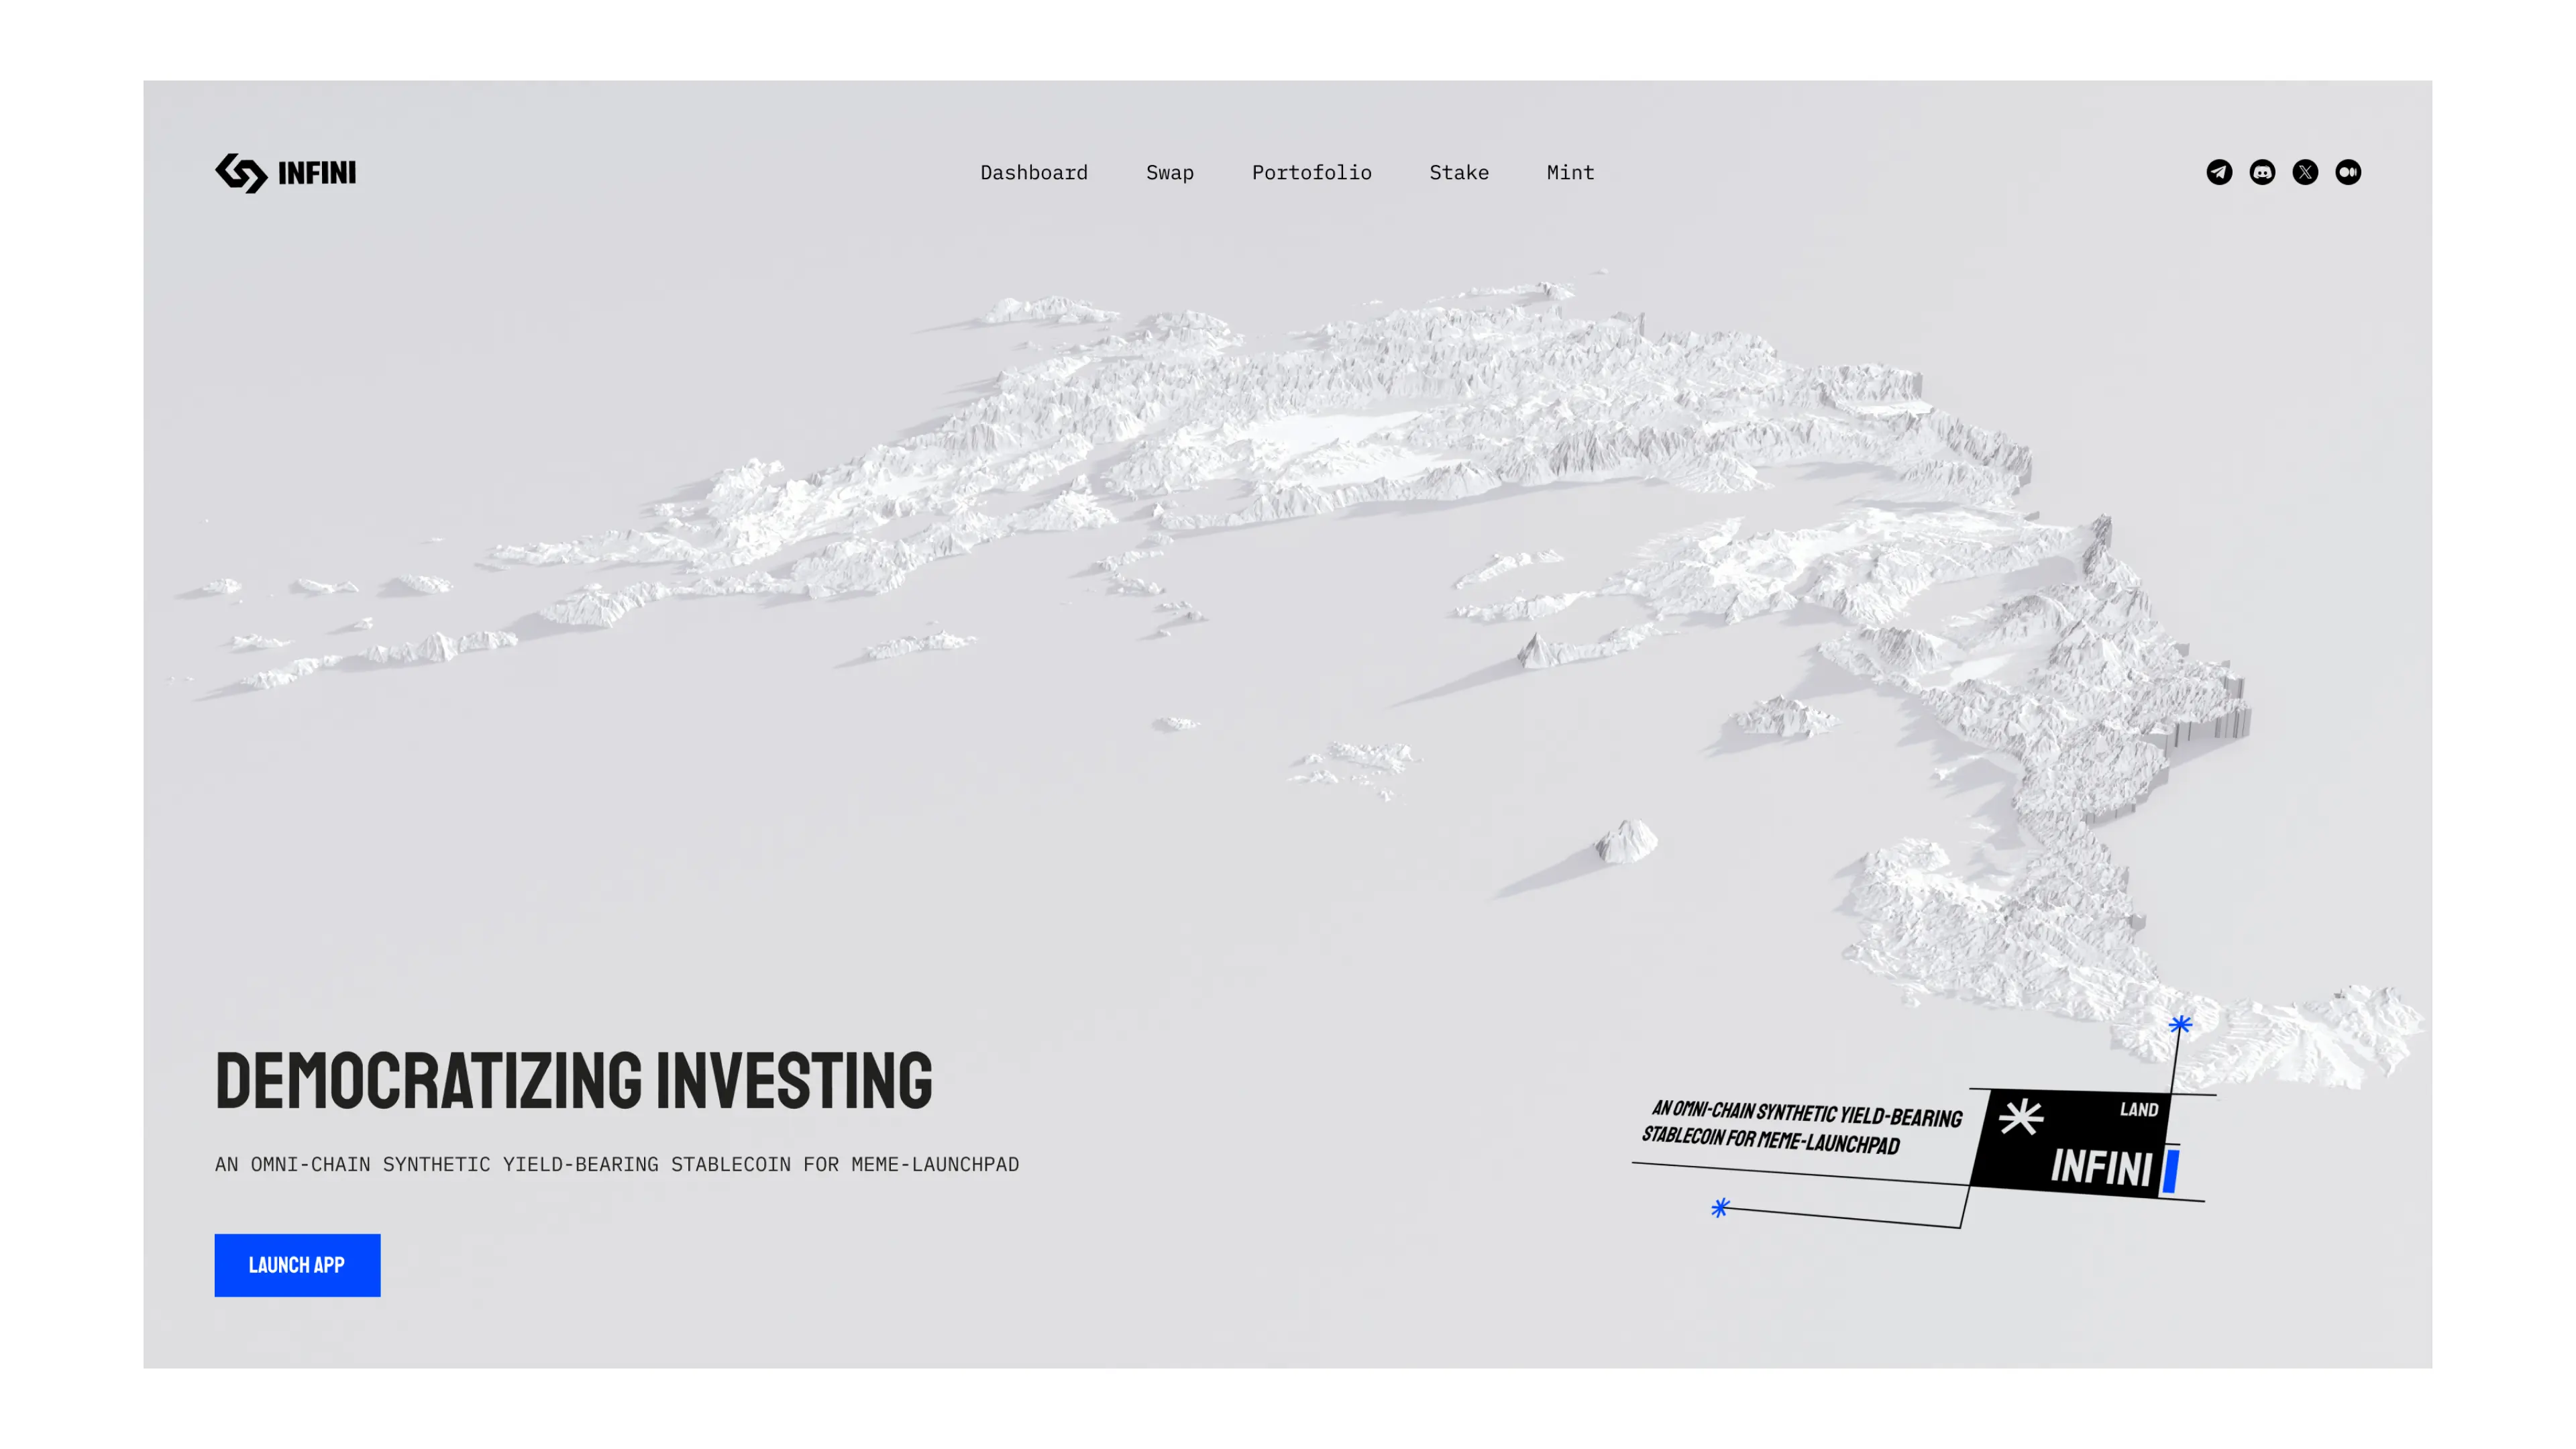 INFINI
Dashboard Swap Portofolio Stake Mint
DEMOCRATIZING INVESTING
AN OMNI-CHAIN SYNTHETIC YIELD-BEARING STABLECOIN FOR MEME-LAUNCHPAD
LAUNCH APP
AN OMNI-CHAIN SYNTHETIC YIELD-BEARING
STABLECOIN FOR MEME-LAUNCHPAD
LAND
INFINI